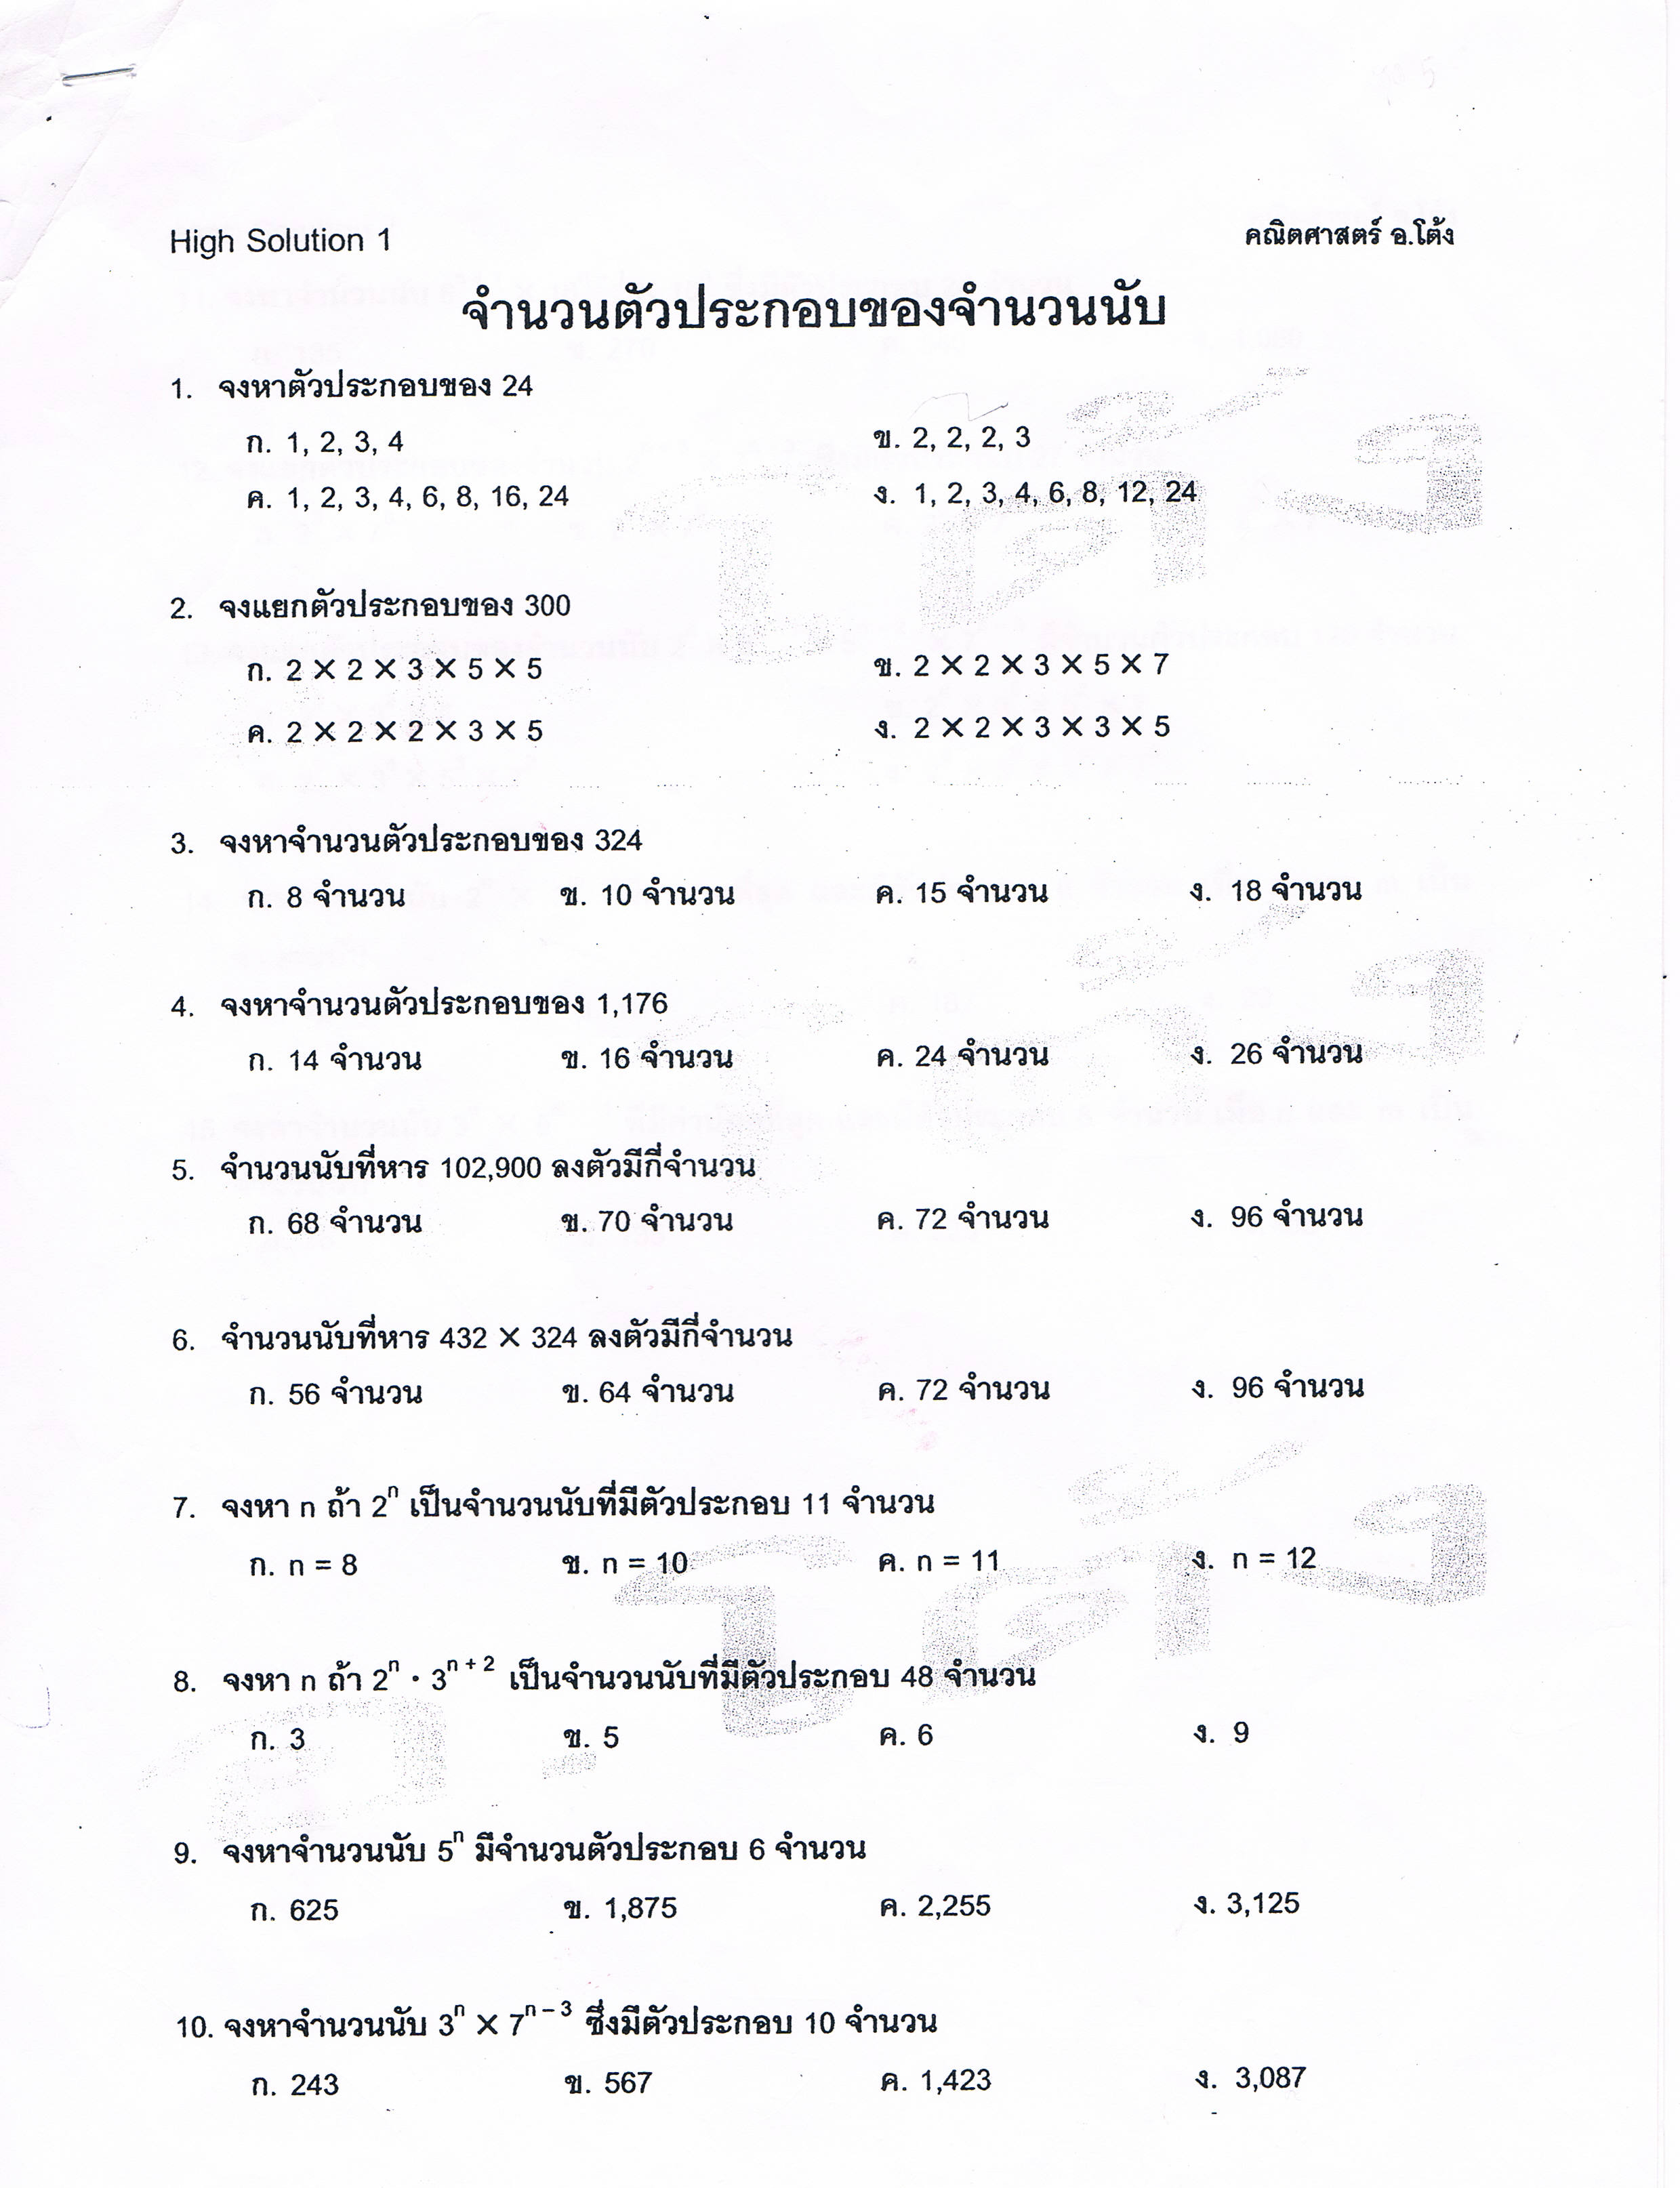 High Solution 1 คณิตศาสตร์ อ.โต้ง
จำนวนตัวประกอบของจำนวนนับ
1. จงหาตัวประกอบของ 24
ก. 1, 2, 3, 4 ข. 2, 2, 2, 3
ค. 1, 2, 3, 4, 6, 8, 16, 24 ง. 1, 2, 3, 4, 6, 8, 12, 24
2. จงแยกตัวประกอบของ 300
ก. 2 × 2 × 3 × 5 × 5 ข. 2 × 2 × 3 × 5 × 7
ค. 2 × 2 × 2 × 3 × 5 ง. 2 × 2 × 3 × 3 × 5
3. จงหาจำนวนตัวประกอบของ 324
ก. 8 จำนวน ข. 10 จำนวน ค. 15 จำนวน ง. 18 จำนวน
4. จงหาจำนวนตัวประกอบของ 1,176
ก. 14 จำนวน ข. 16 จำนวน ค. 24 จำนวน ง. 26 จำนวน
5. จำนวนนับที่หาร 102,900 ลงตัวมีกี่จำนวน
ก. 68 จำนวน ข. 70 จำนวน ค. 72 จำนวน ง. 96 จำนวน
6. จำนวนนับที่หาร 432 × 324 ลงตัวมีกี่จำนวน
ก. 56 จำนวน ข. 64 จำนวน ค. 72 จำนวน ง. 96 จำนวน
7. จงหา n ถ้า 2ⁿ เป็นจำนวนนับที่มีตัวประกอบ 11 จำนวน
ก. n = 8 ข. n = 10 ค. n = 11 ง. n = 12
8. จงหา n ถ้า 2ⁿ · 3ⁿ⁺² เป็นจำนวนนับที่มีตัวประกอบ 48 จำนวน
ก. 3 ข. 5 ค. 6 ง. 9
9. จงหาจำนวนนับ 5ⁿ มีจำนวนตัวประกอบ 6 จำนวน
ก. 625 ข. 1,875 ค. 2,255 ง. 3,125
10. จงหาจำนวนนับ 3ⁿ × 7ⁿ⁻³ ซึ่งมีตัวประกอบ 10 จำนวน
ก. 243 ข. 567 ค. 1,423 ง. 3,087